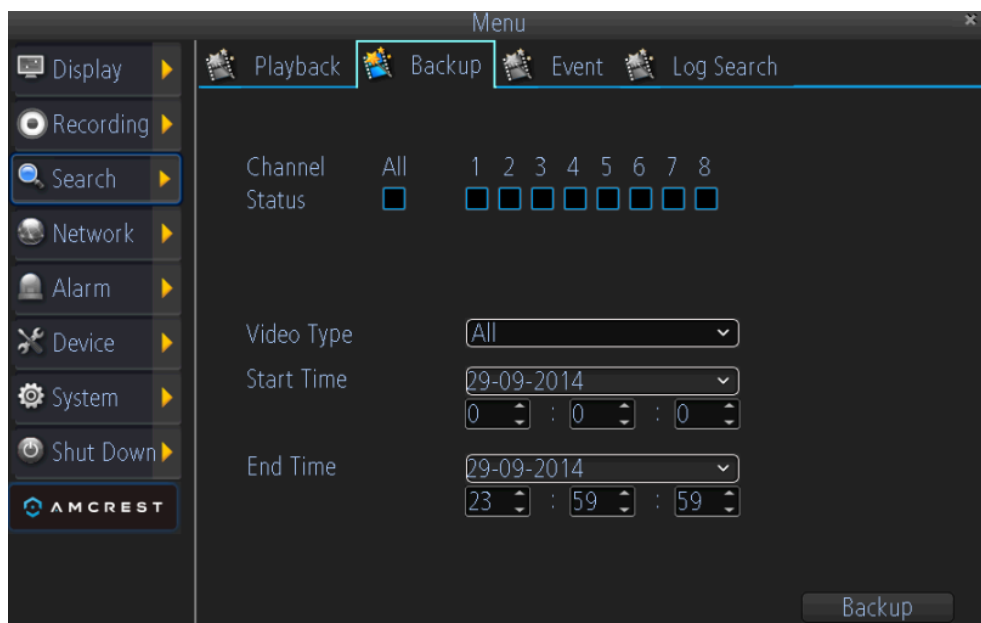 Menu
Display
Recording
Search
Network
Alarm
Device
System
Shut Down
AMCREST
Playback Backup Event Log Search
Channel All 1 2 3 4 5 6 7 8
Status
Video Type All
Start Time 29-09-2014
0 : 0 : 0
End Time 29-09-2014
23 : 59 : 59
Backup